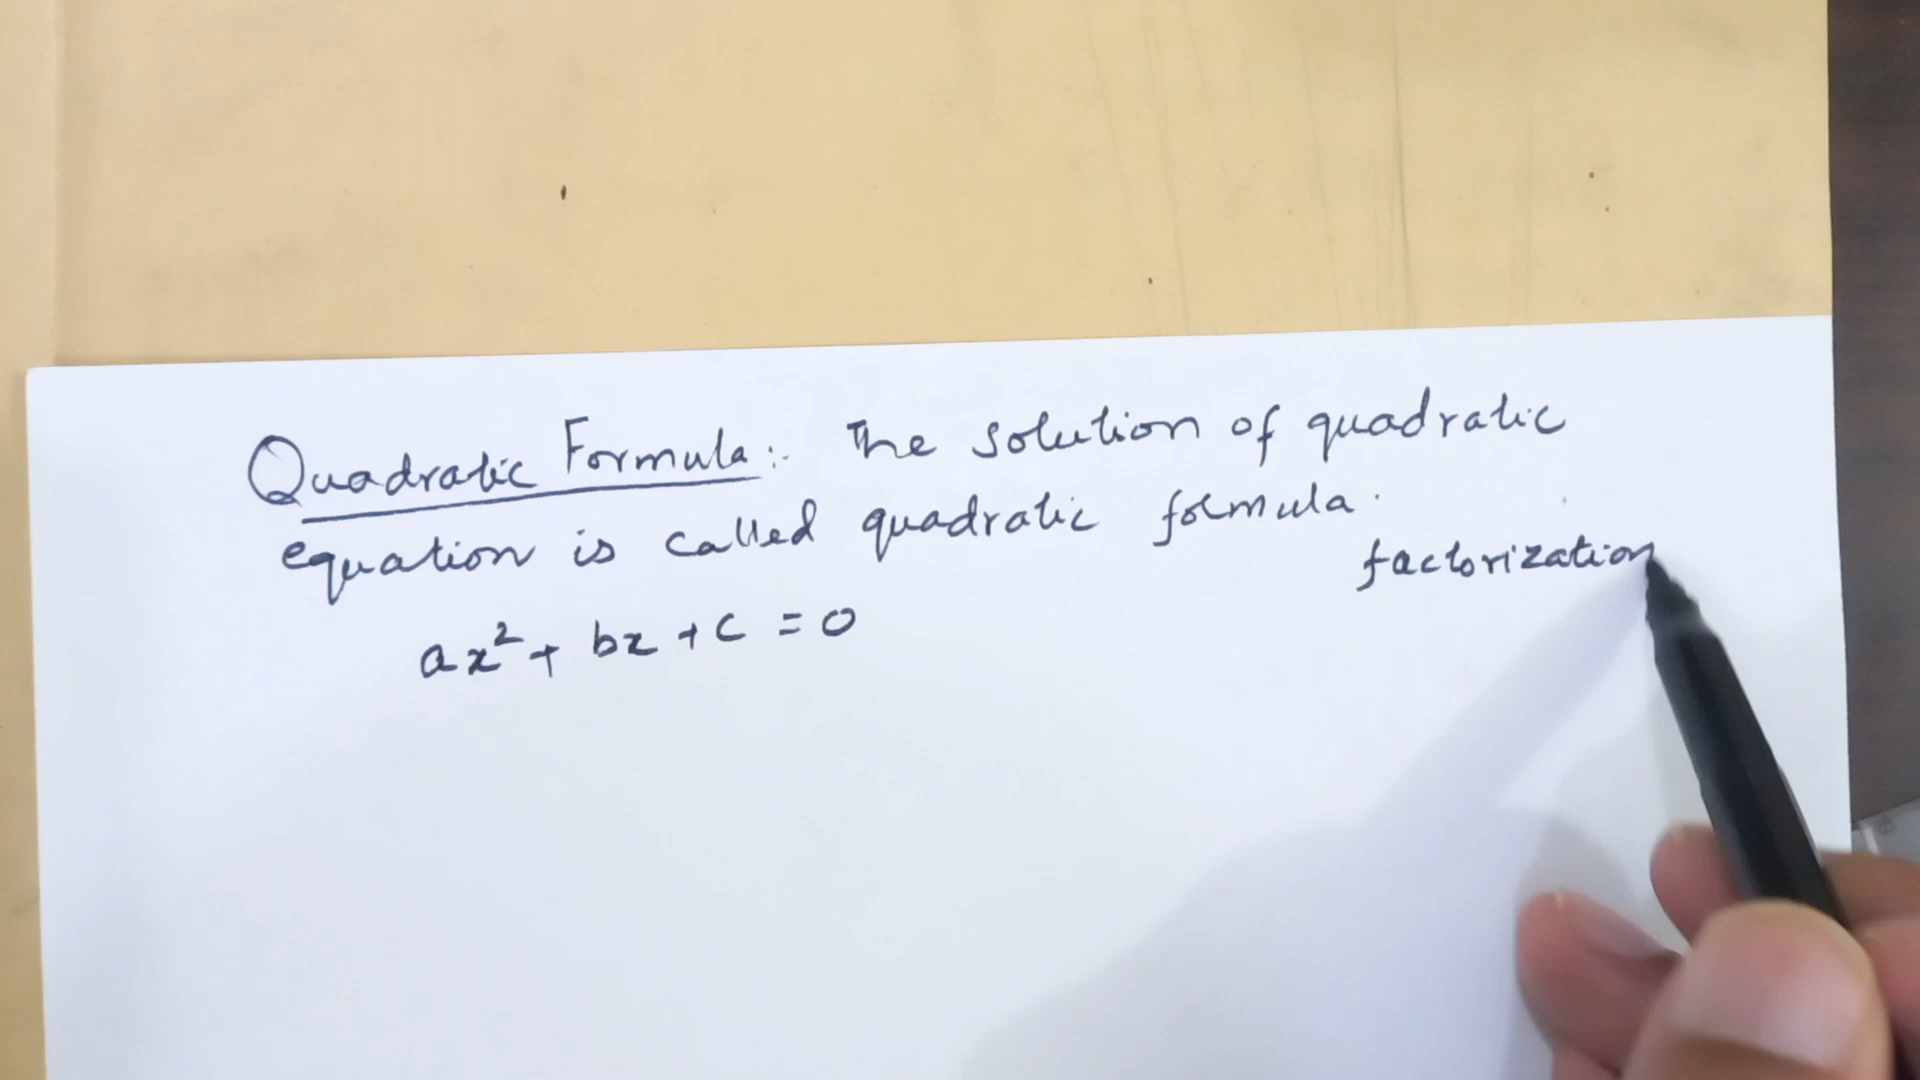 Quadratic Formula:- The solution of quadratic
equation is called quadratic formula.
factorization
ax² + bx + c = 0